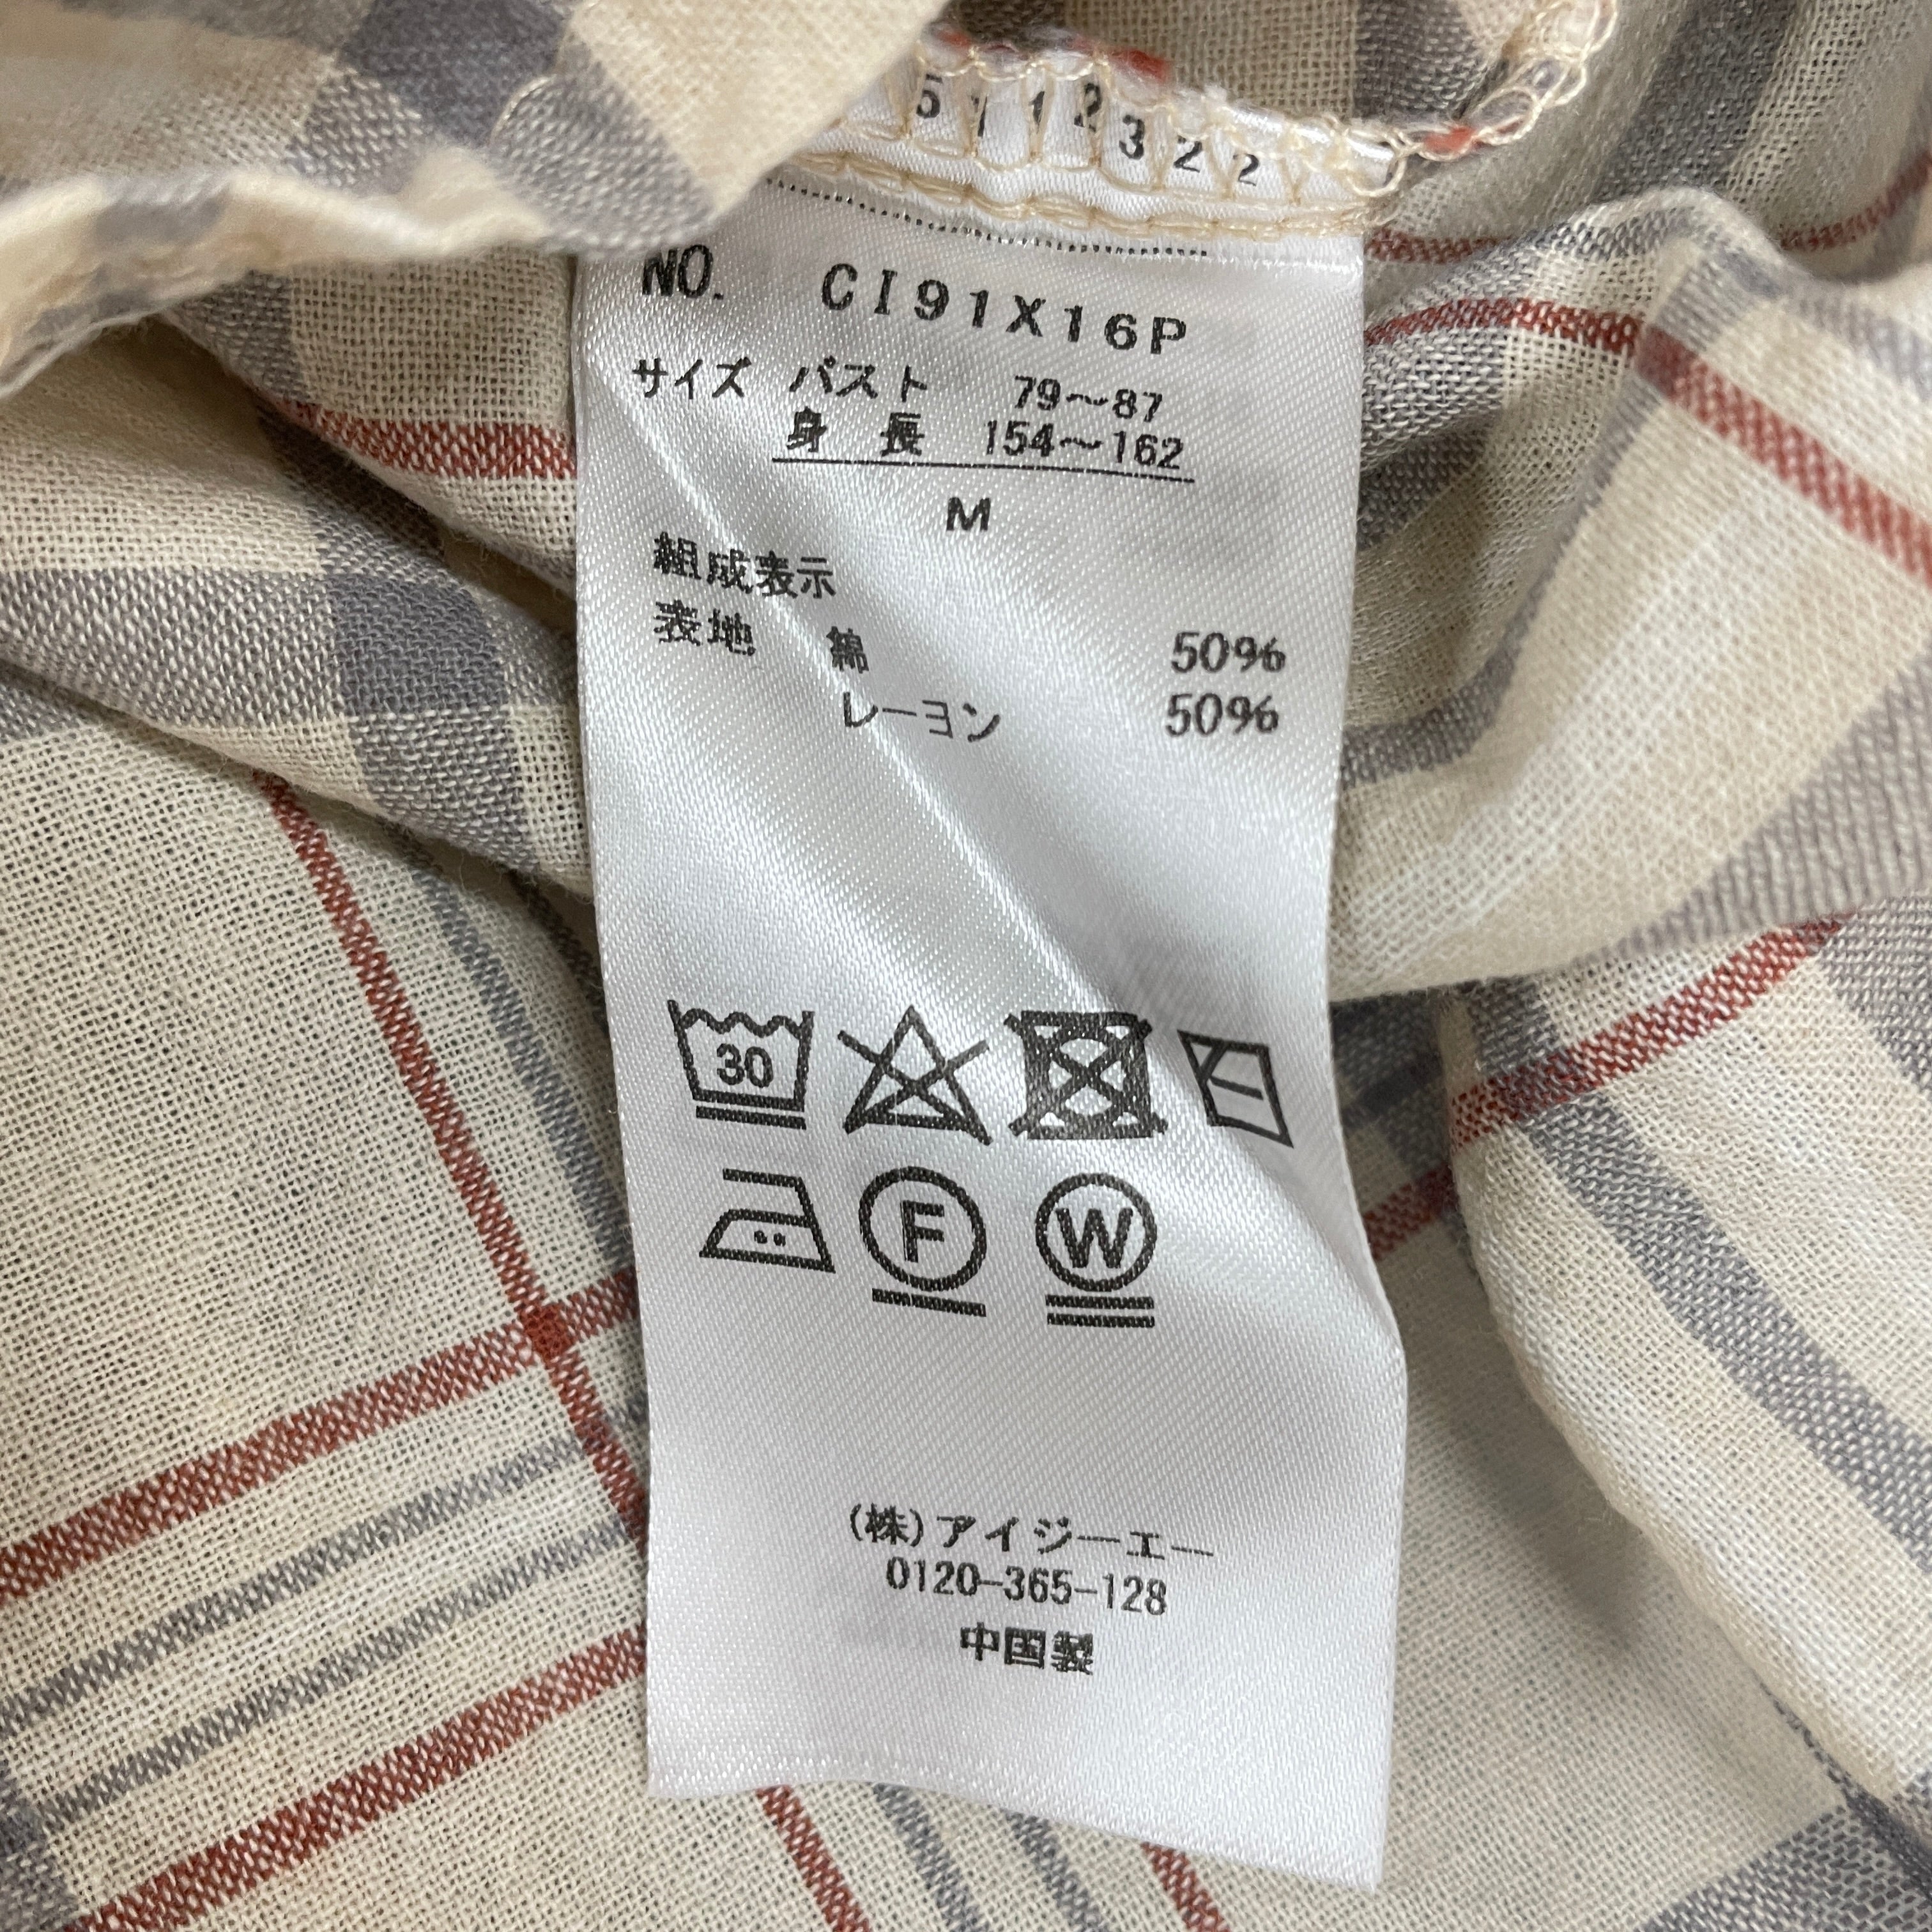 5112322
NO. CI91X16P
サイズ バスト 79～87
身 長 154～162
M
組成表示
表地 綿 50%
レーヨン 50%
30
F W
(株)アイジーエー
0120-365-128
中国製